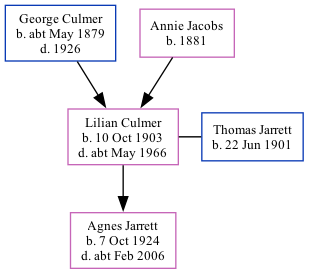 George Culmer
b. abt May 1879
d. 1926
Annie Jacobs
b. 1881
Lilian Culmer
b. 10 Oct 1903
d. abt May 1966
Thomas Jarrett
b. 22 Jun 1901
Agnes Jarrett
b. 7 Oct 1924
d. abt Feb 2006